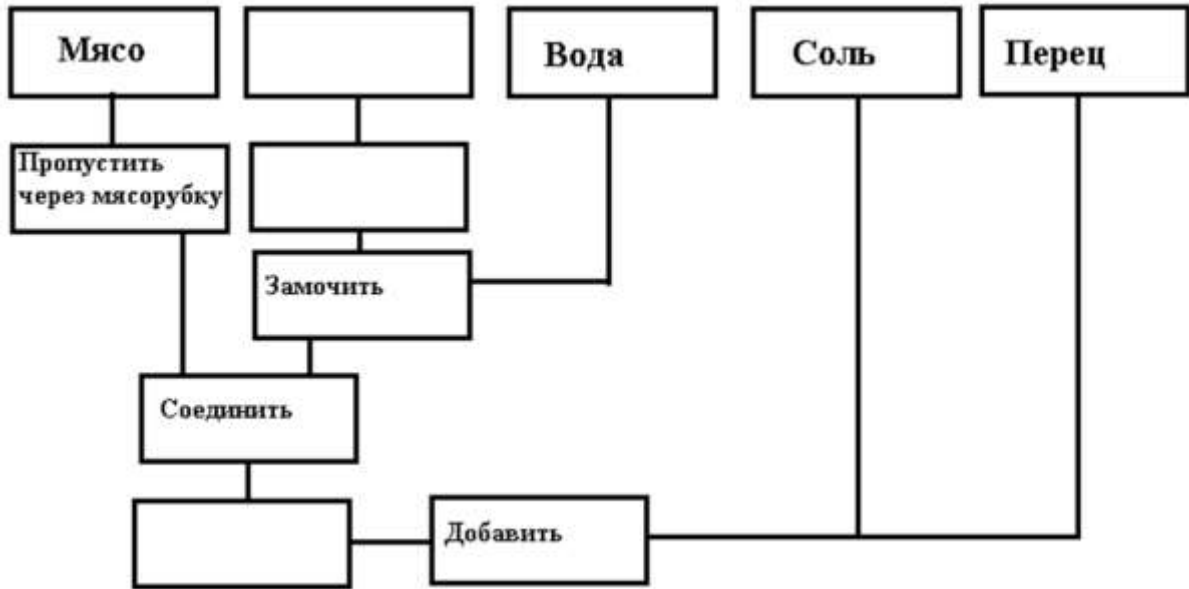 Мясо
Вода
Соль
Перец
Пропустить
через мясорубку
Замочить
Соединить
Добавить